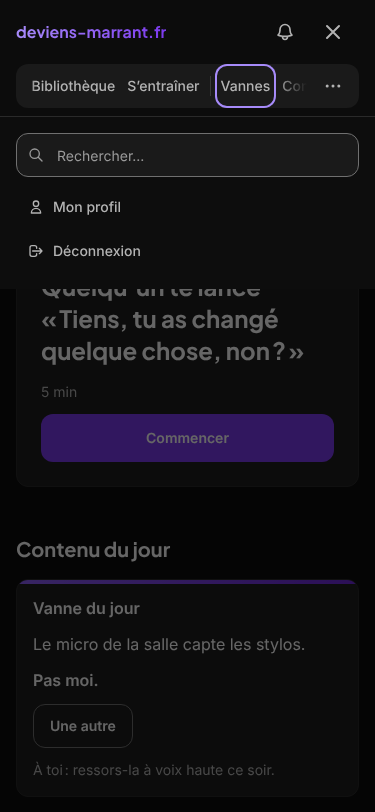 deviens-marrant.fr
Bibliothèque S’entraîner Vannes
Rechercher...
Mon profil
Déconnexion
Quelqu’un te lance
« Tiens, tu as changé
quelque chose, non ? »
5 min
Commencer
Contenu du jour
Vanne du jour
Le micro de la salle capte les stylos.
Pas moi.
Une autre
À toi : ressors-la à voix haute ce soir.